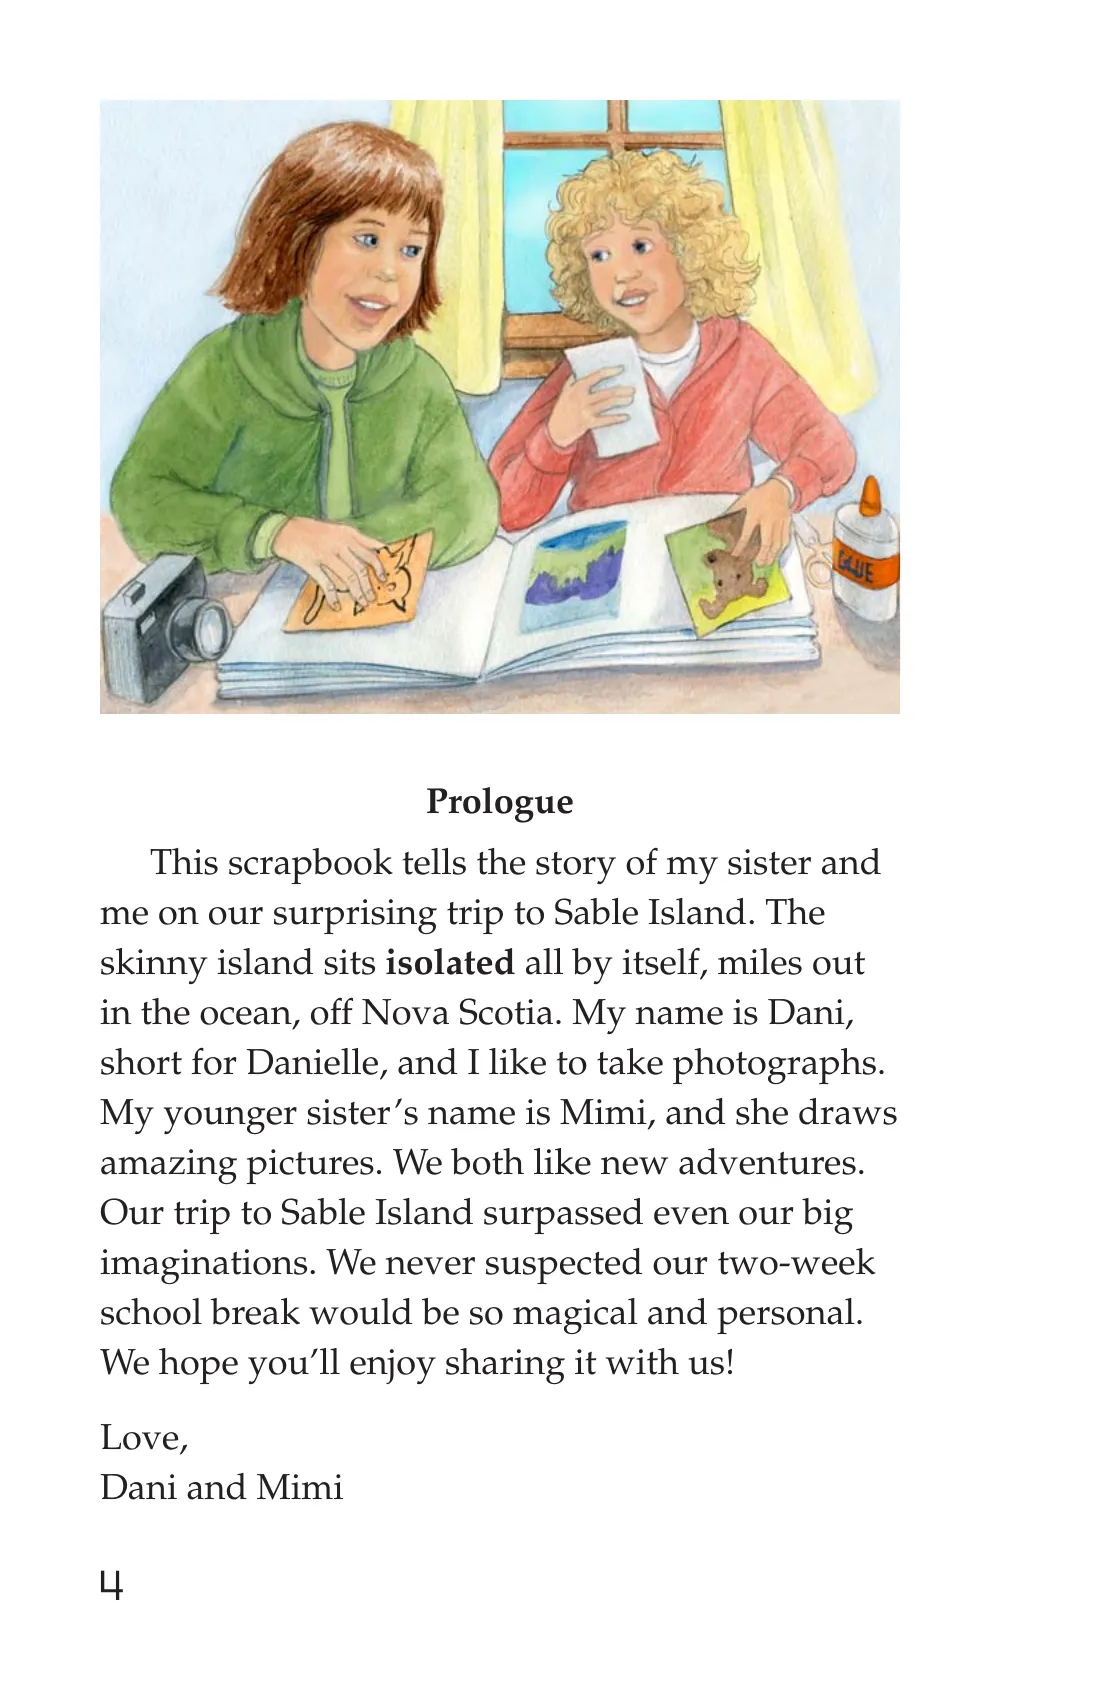 GLUE
Prologue
This scrapbook tells the story of my sister and
me on our surprising trip to Sable Island. The
skinny island sits isolated all by itself, miles out
in the ocean, off Nova Scotia. My name is Dani,
short for Danielle, and I like to take photographs.
My younger sister’s name is Mimi, and she draws
amazing pictures. We both like new adventures.
Our trip to Sable Island surpassed even our big
imaginations. We never suspected our two-week
school break would be so magical and personal.
We hope you’ll enjoy sharing it with us!
Love,
Dani and Mimi
4